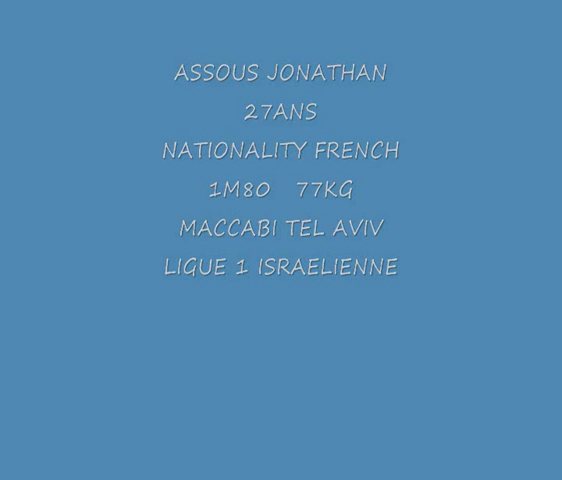 ASSOUS JONATHAN
27ANS
NATIONALITY FRENCH
1M80 77KG
MACCABI TEL AVIV
LIGUE 1 ISRAELIENNE